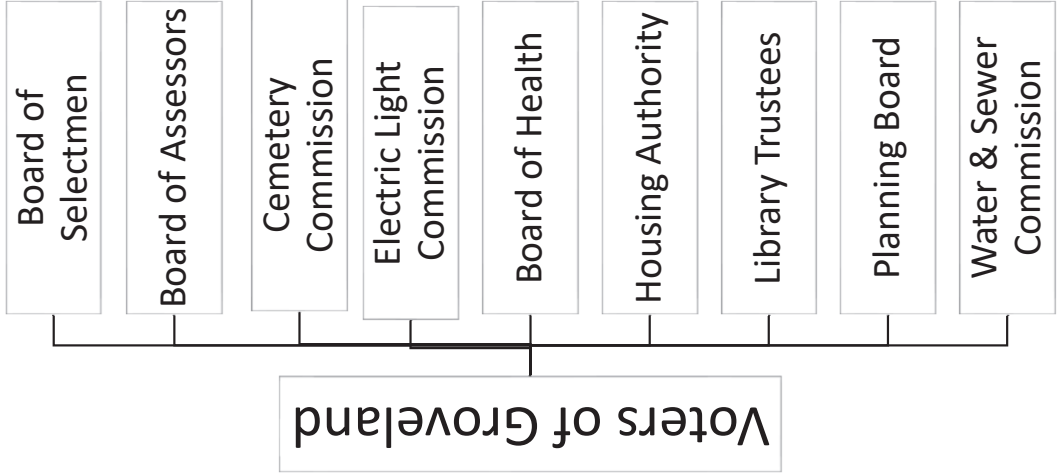 Voters of Groveland
Board of
Selectmen
Board of Assessors
Cemetery
Commission
Electric Light
Commission
Board of Health
Housing Authority
Library Trustees
Planning Board
Water & Sewer
Commission